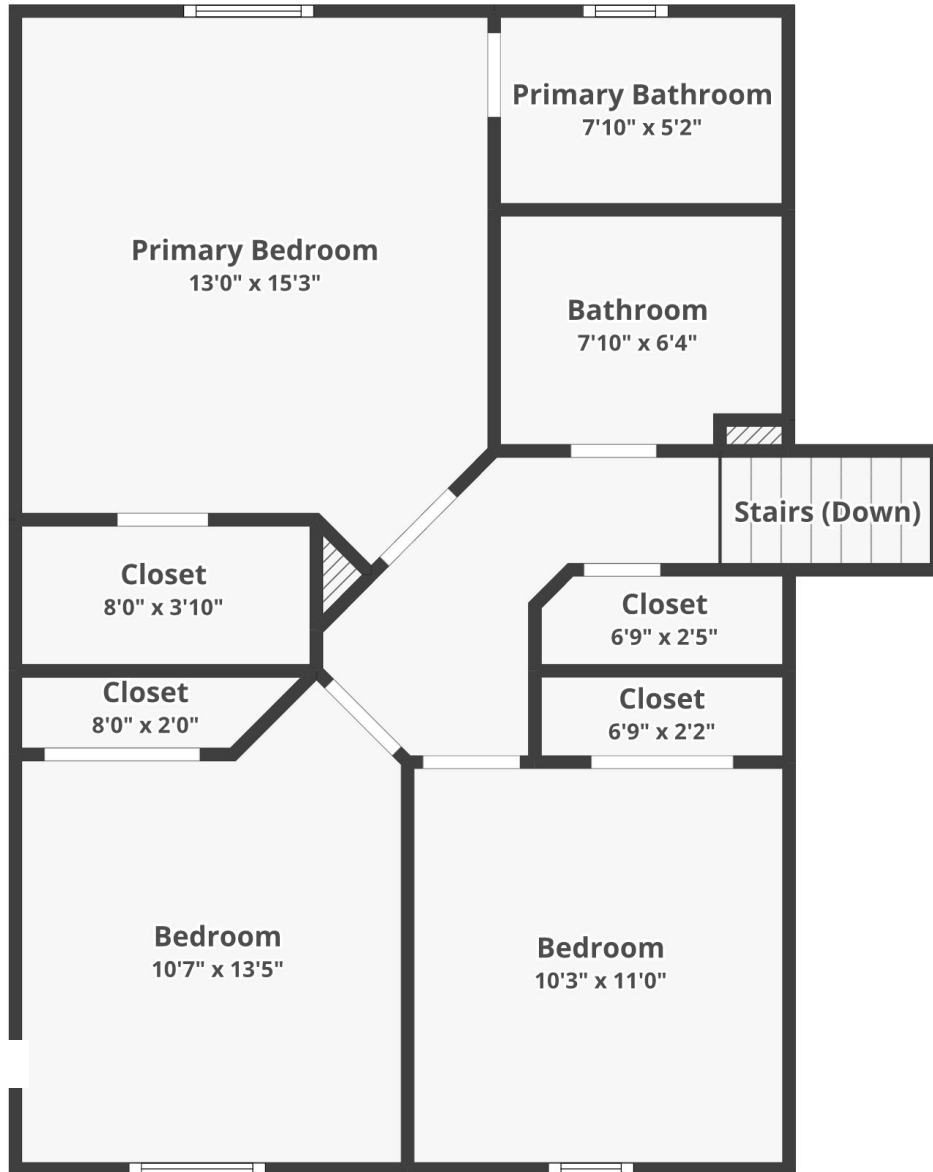 Primary Bathroom
7'10" x 5'2"
Primary Bedroom
13'0" x 15'3"
Bathroom
7'10" x 6'4"
Stairs (Down)
Closet
8'0" x 3'10"
Closet
6'9" x 2'5"
Closet
8'0" x 2'0"
Closet
6'9" x 2'2"
Bedroom
10'7" x 13'5"
Bedroom
10'3" x 11'0"